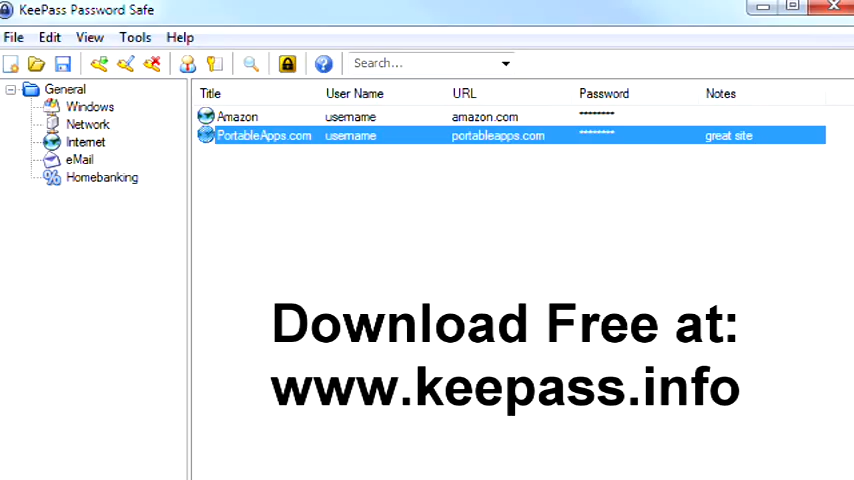 KeePass Password Safe
File Edit View Tools Help
Search...
General
Windows
Network
Internet
eMail
Homebanking
Title User Name URL Password Notes
Amazon username amazon.com ********
PortableApps.com username portableapps.com ******** great site
Download Free at:
www.keepass.info